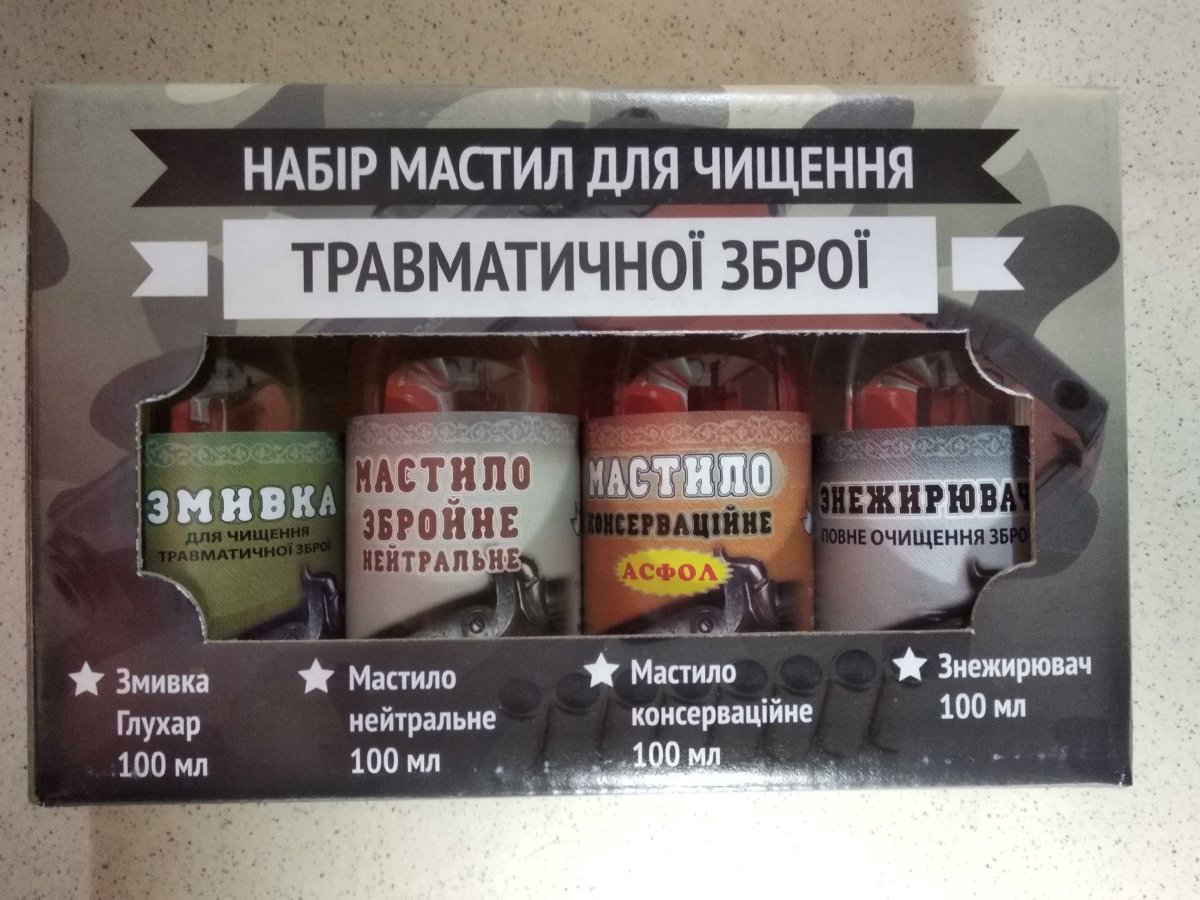 НАБІР МАСТИЛ ДЛЯ ЧИЩЕННЯ
ТРАВМАТИЧНОЇ ЗБРОЇ
ЗМИВКА
ДЛЯ ЧИЩЕННЯ
ТРАВМАТИЧНОЇ ЗБРОЇ
МАСТИЛО
ЗБРОЙНЕ
НЕЙТРАЛЬНЕ
МАСТИЛО
КОНСЕРВАЦІЙНЕ
АСФОЛ
ЗНЕЖИРЮВАЧ
ПОВНЕ ОЧИЩЕННЯ ЗБРО
Змивка
Глухар
100 мл
Мастило
нейтральне
100 мл
Мастило
консерваційне
100 мл
Знежирювач
100 мл